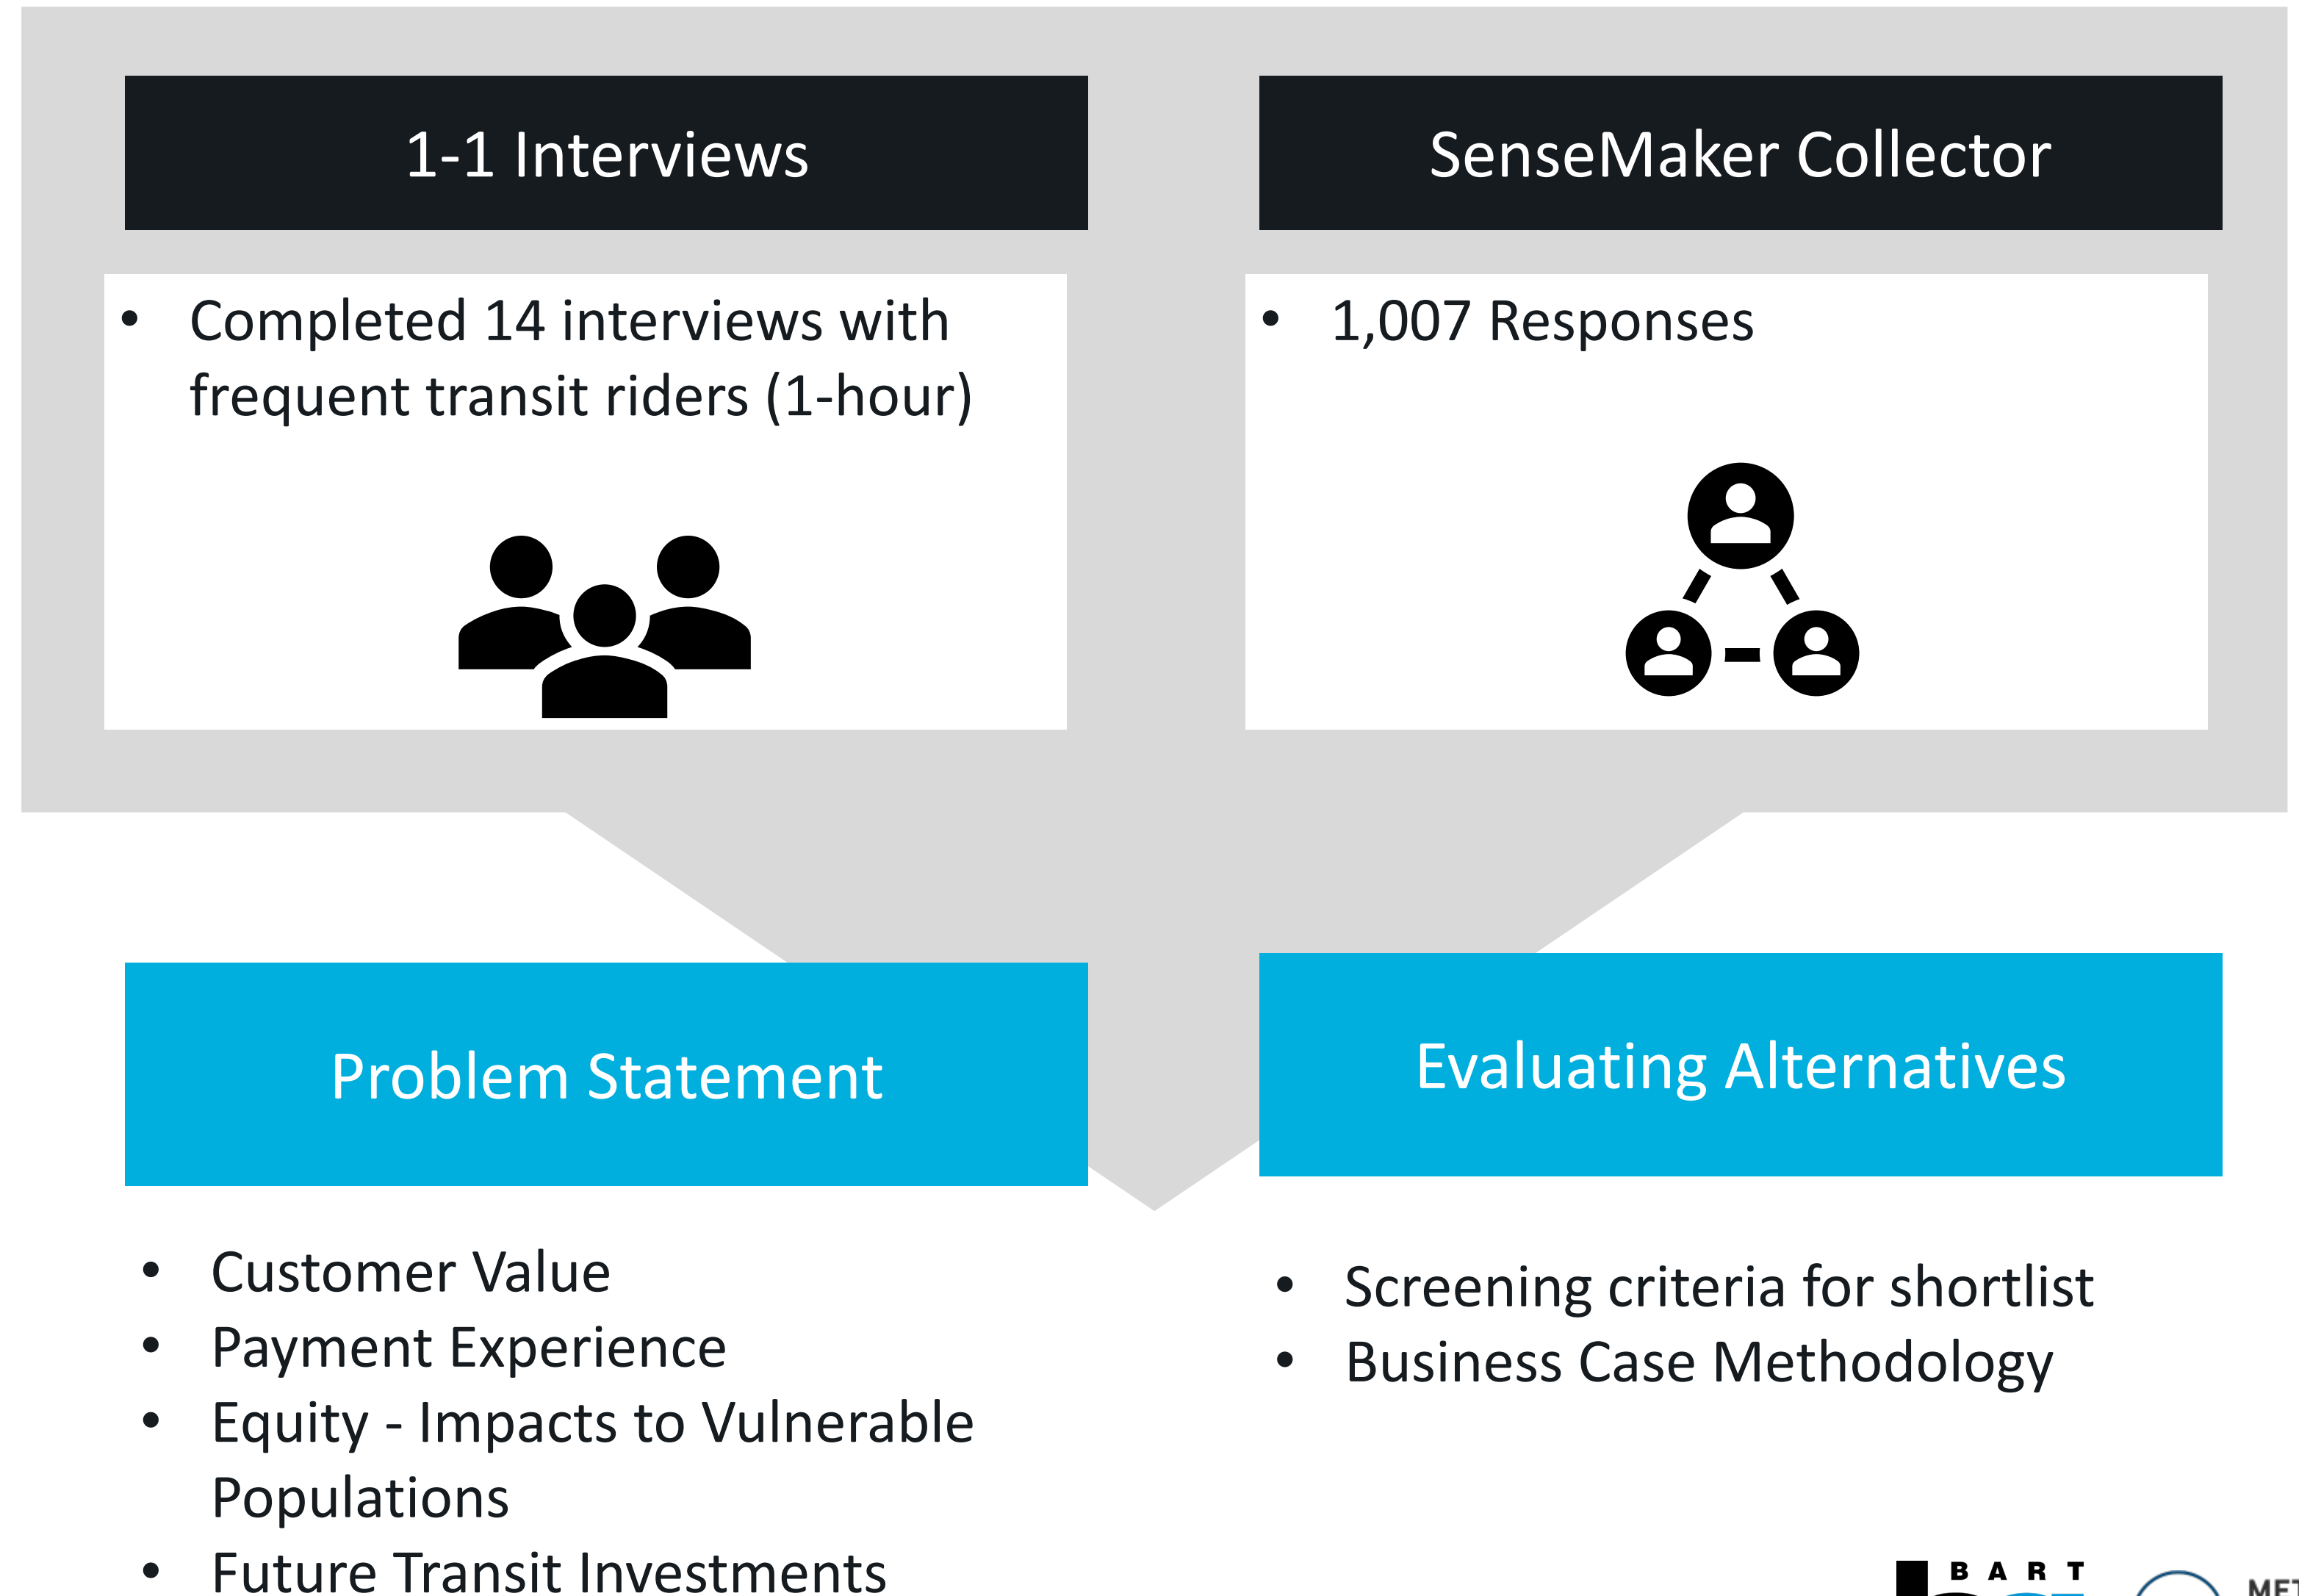 1-1 Interviews
SenseMaker Collector
• Completed 14 interviews with
frequent transit riders (1-hour)
• 1,007 Responses
Problem Statement
Evaluating Alternatives
• Customer Value
• Payment Experience
• Equity - Impacts to Vulnerable
Populations
• Future Transit Investments
• Screening criteria for shortlist
• Business Case Methodology
BART